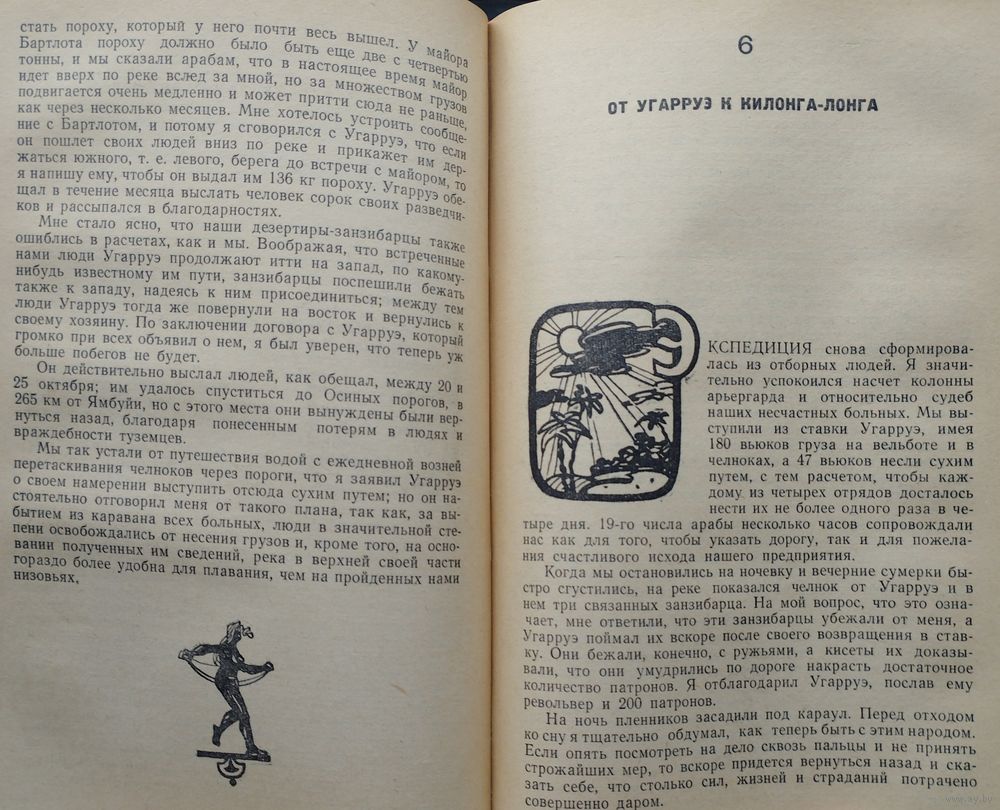 стать пороху, который у него почти весь вышел. У майора
Бартлота пороху должно было быть еще две с четвертью
тонны, и мы сказали арабам, что в настоящее время майор
идет вверх по реке вслед за мной, но за множеством грузов
подвигается очень медленно и может притти сюда не раньше,
как через несколько месяцев. Мне хотелось устроить сообще-
ние с Бартлотом, и потому я сговорился с Угарруэ, что если
он пошлет своих людей вниз по реке и прикажет им дер-
жаться южного, т. е. левого, берега до встречи с майором, то
я напишу ему, чтобы он выдал им 136 кг пороху. Угарруэ обе-
щал в течение месяца выслать человек сорок своих разведчи-
ков и рассыпался в благодарностях.
Мне стало ясно, что наши дезертиры-занзибарцы также
ошиблись в расчетах, как и мы. Воображая, что встреченные
нами люди Угарруэ продолжают итти на запад, по какому-
нибудь известному им пути, занзибарцы поспешили бежать
также к западу, надеясь к ним присоединиться; между тем
люди Угарруэ тогда же повернули на восток и вернулись к
своему хозяину. По заключении договора с Угарруэ, который
громко при всех объявил о нем, я был уверен, что теперь уж
больше побегов не будет.
Он действительно выслал людей, как обещал, между 20 и
25 октября; им удалось спуститься до Осиных порогов, в
265 км от Ямбуйи, но с этого места они вынуждены были вер-
нуться назад, благодаря понесенным потерям в людях и
враждебности туземцев.
Мы так устали от путешествия водой с ежедневной возней
перетаскивания челноков через пороги, что я заявил Угарруэ
о своем намерении выступить отсюда сухим путем; но он на-
стоятельно отговорил меня от такого плана, так как, за вы-
бытием из каравана всех больных, люди в значительной сте-
пени освобождались от несения грузов и, кроме того, на осно-
вании полученных им сведений, река в верхней своей части
гораздо более удобна для плавания, чем на пройденных нами
низовьях,
6
ОТ УГАРРУЭ К КИЛОНГА-ЛОНГА
КСПЕДИЦИЯ снова сформирова-
лась из отборных людей. Я значи-
тельно успокоился насчет колонны
арьергарда и относительно судеб
наших несчастных больных. Мы вы-
ступили из ставки Угарруэ, имея
180 вьюков груза на вельботе и в
челноках, а 47 вьюков несли сухим
путем, с тем расчетом, чтобы каж-
дому из четырех отрядов досталось
нести их не более одного раза в че-
тыре дня. 19-го числа арабы несколько часов сопровождали
нас как для того, чтобы указать дорогу, так и для пожела-
ния счастливого исхода нашего предприятия.
Когда мы остановились на ночевку и вечерние сумерки бы-
стро сгустились, на реке показался челнок от Угарруэ и в
нем три связанных занзибарца. На мой вопрос, что это озна-
чает, мне ответили, что эти занзибарцы убежали от меня, а
Угарруэ поймал их вскоре после своего возвращения в став-
ку. Они бежали, конечно, с ружьями, а кисеты их доказы-
вали, что они умудрились по дороге накрасть достаточное
количество патронов. Я отблагодарил Угарруэ, послав ему
револьвер и 200 патронов.
На ночь пленников засадили под караул. Перед отходом
ко сну я тщательно обдумал, как теперь быть с этим народом.
Если опять посмотреть на дело сквозь пальцы и не принять
строжайших мер, то вскоре придется вернуться назад и ска-
зать себе, что столько сил, жизней и страданий потрачено
совершенно даром.
www.ay.by